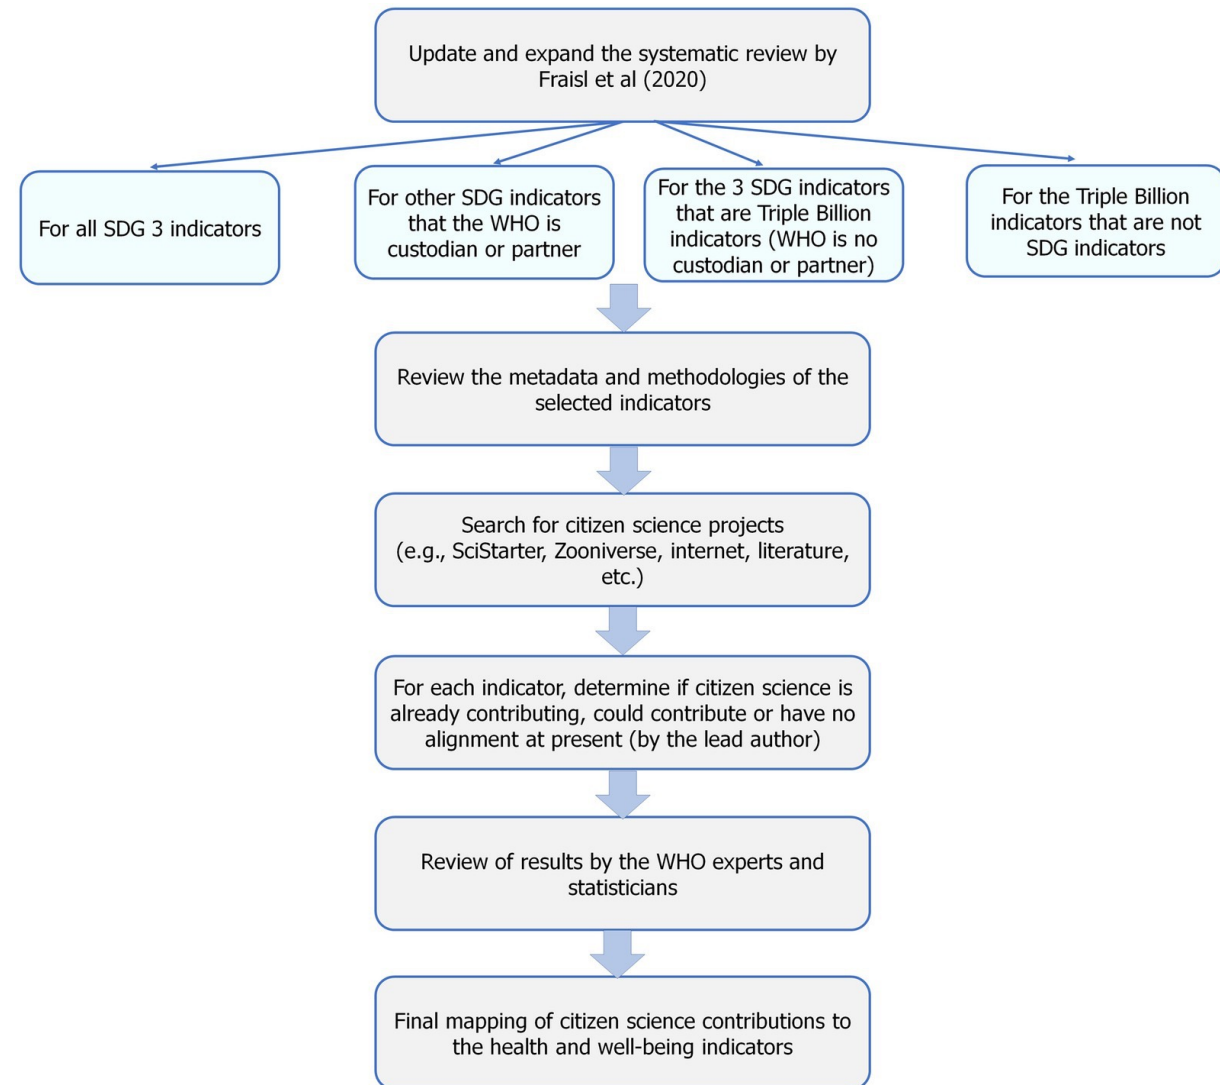 Update and expand the systematic review by
Fraisl et al (2020)
For all SDG 3 indicators
For other SDG indicators
that the WHO is
custodian or partner
For the 3 SDG indicators
that are Triple Billion
indicators (WHO is no
custodian or partner)
For the Triple Billion
indicators that are not
SDG indicators
Review the metadata and methodologies of the
selected indicators
Search for citizen science projects
(e.g., SciStarter, Zooniverse, internet, literature,
etc.)
For each indicator, determine if citizen science is
already contributing, could contribute or have no
alignment at present (by the lead author)
Review of results by the WHO experts and
statisticians
Final mapping of citizen science contributions to
the health and well-being indicators